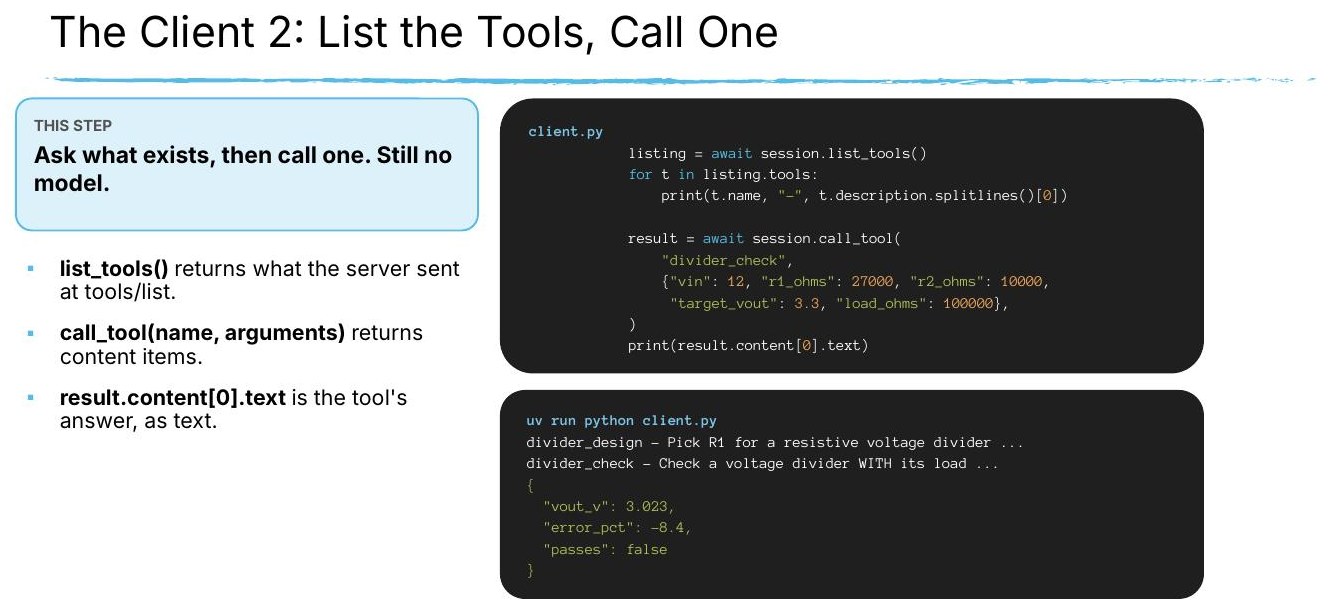 The Client 2: List the Tools, Call One
THIS STEP
Ask what exists, then call one. Still no
model.
▪ list_tools() returns what the server sent
at tools/list.
▪ call_tool(name, arguments) returns
content items.
▪ result.content[0].text is the tool's
answer, as text.
client.py
            listing = await session.list_tools()
            for t in listing.tools:
                print(t.name, "-", t.description.splitlines()[0])

            result = await session.call_tool(
                "divider_check",
                {"vin": 12, "r1_ohms": 27000, "r2_ohms": 10000,
                 "target_vout": 3.3, "load_ohms": 100000},
            )
            print(result.content[0].text)
uv run python client.py
divider_design - Pick R1 for a resistive voltage divider ...
divider_check - Check a voltage divider WITH its load ...
{
  "vout_v": 3.023,
  "error_pct": -8.4,
  "passes": false
}